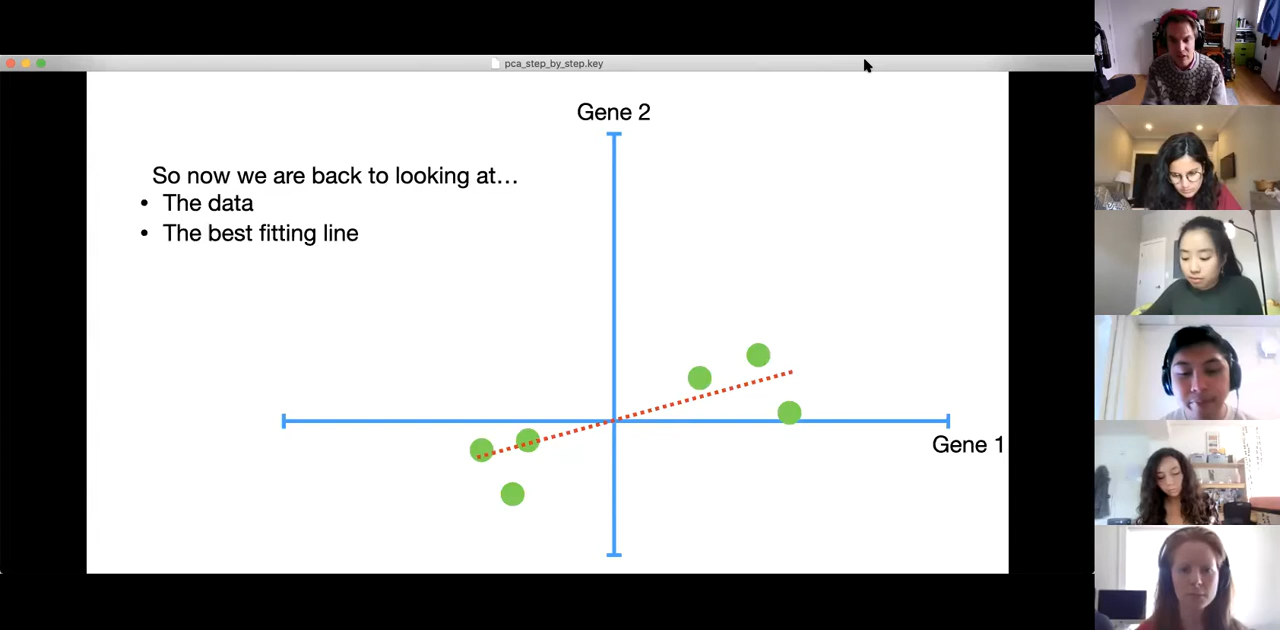 pca_step_by_step.key
Gene 2
So now we are back to looking at…
• The data
• The best fitting line
Gene 1